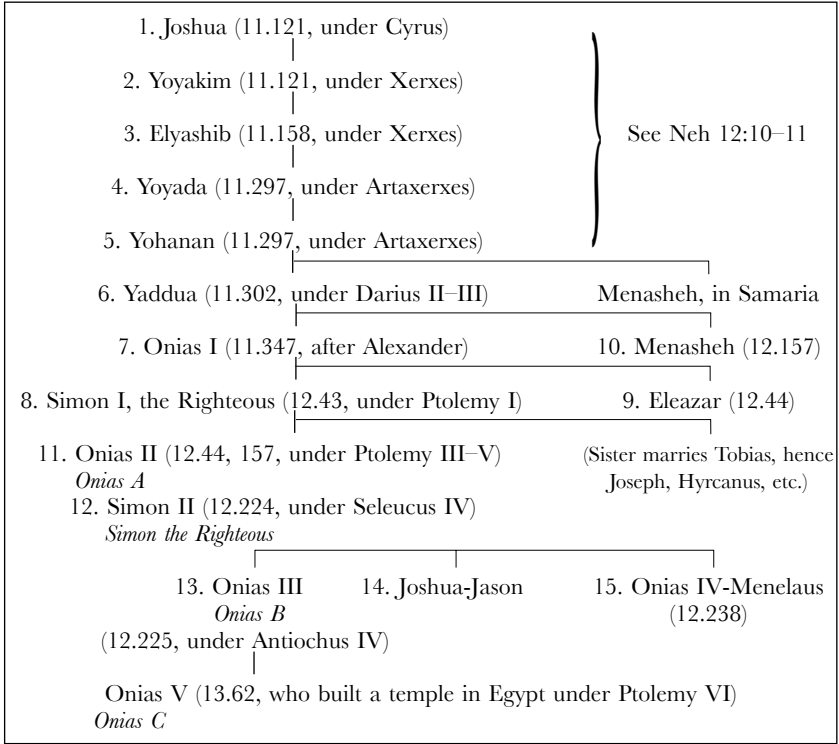 1. Joshua (11.121, under Cyrus)
2. Yoyakim (11.121, under Xerxes)
3. Elyashib (11.158, under Xerxes)
See Neh 12:10–11
4. Yoyada (11.297, under Artaxerxes)
5. Yohanan (11.297, under Artaxerxes)
6. Yaddua (11.302, under Darius II–III)
Menasheh, in Samaria
7. Onias I (11.347, after Alexander)
10. Menasheh (12.157)
8. Simon I, the Righteous (12.43, under Ptolemy I)
9. Eleazar (12.44)
11. Onias II (12.44, 157, under Ptolemy III–V)
Onias A
(Sister marries Tobias, hence
Joseph, Hyrcanus, etc.)
12. Simon II (12.224, under Seleucus IV)
Simon the Righteous
13. Onias III
Onias B
(12.225, under Antiochus IV)
14. Joshua-Jason
15. Onias IV-Menelaus
(12.238)
Onias V (13.62, who built a temple in Egypt under Ptolemy VI)
Onias C